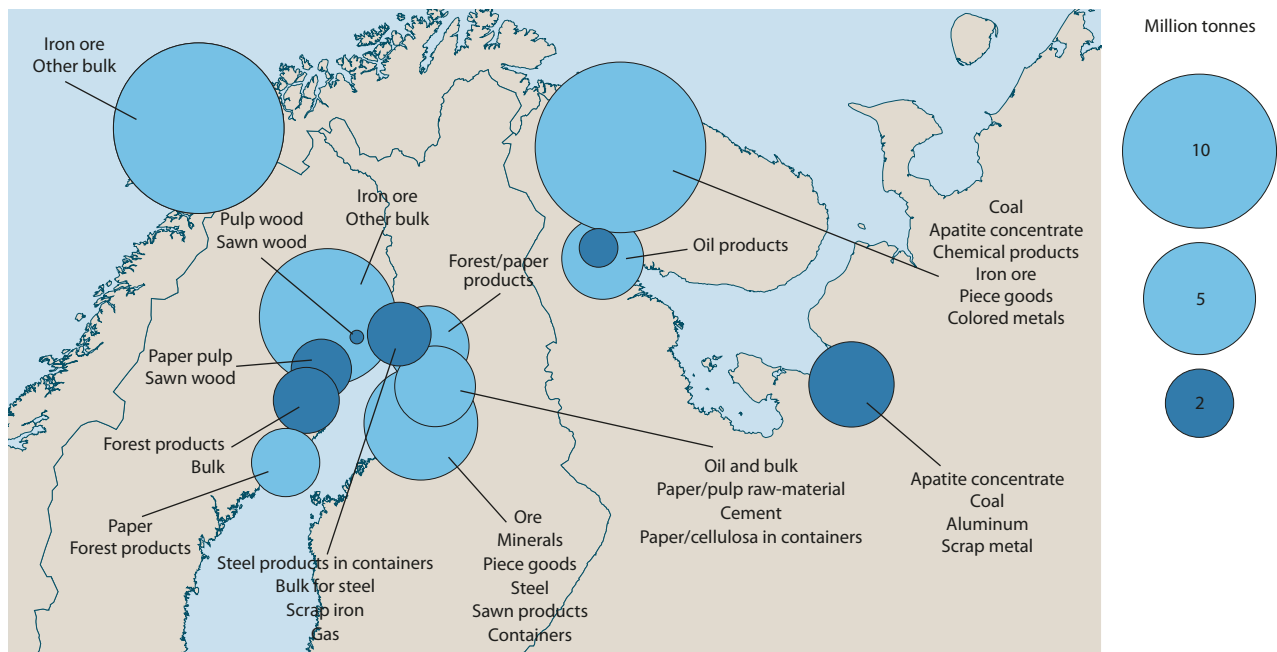 Iron ore
Other bulk
Pulp wood
Sawn wood
Iron ore
Other bulk
Forest/paper
products
Oil products
Coal
Apatite concentrate
Chemical products
Iron ore
Piece goods
Colored metals
Paper pulp
Sawn wood
Forest products
Bulk
Paper
Forest products
Steel products in containers
Bulk for steel
Scrap iron
Gas
Ore
Minerals
Piece goods
Steel
Sawn products
Containers
Oil and bulk
Paper/pulp raw-material
Cement
Paper/cellulosa in containers
Apatite concentrate
Coal
Aluminum
Scrap metal
Million tonnes
10
5
2